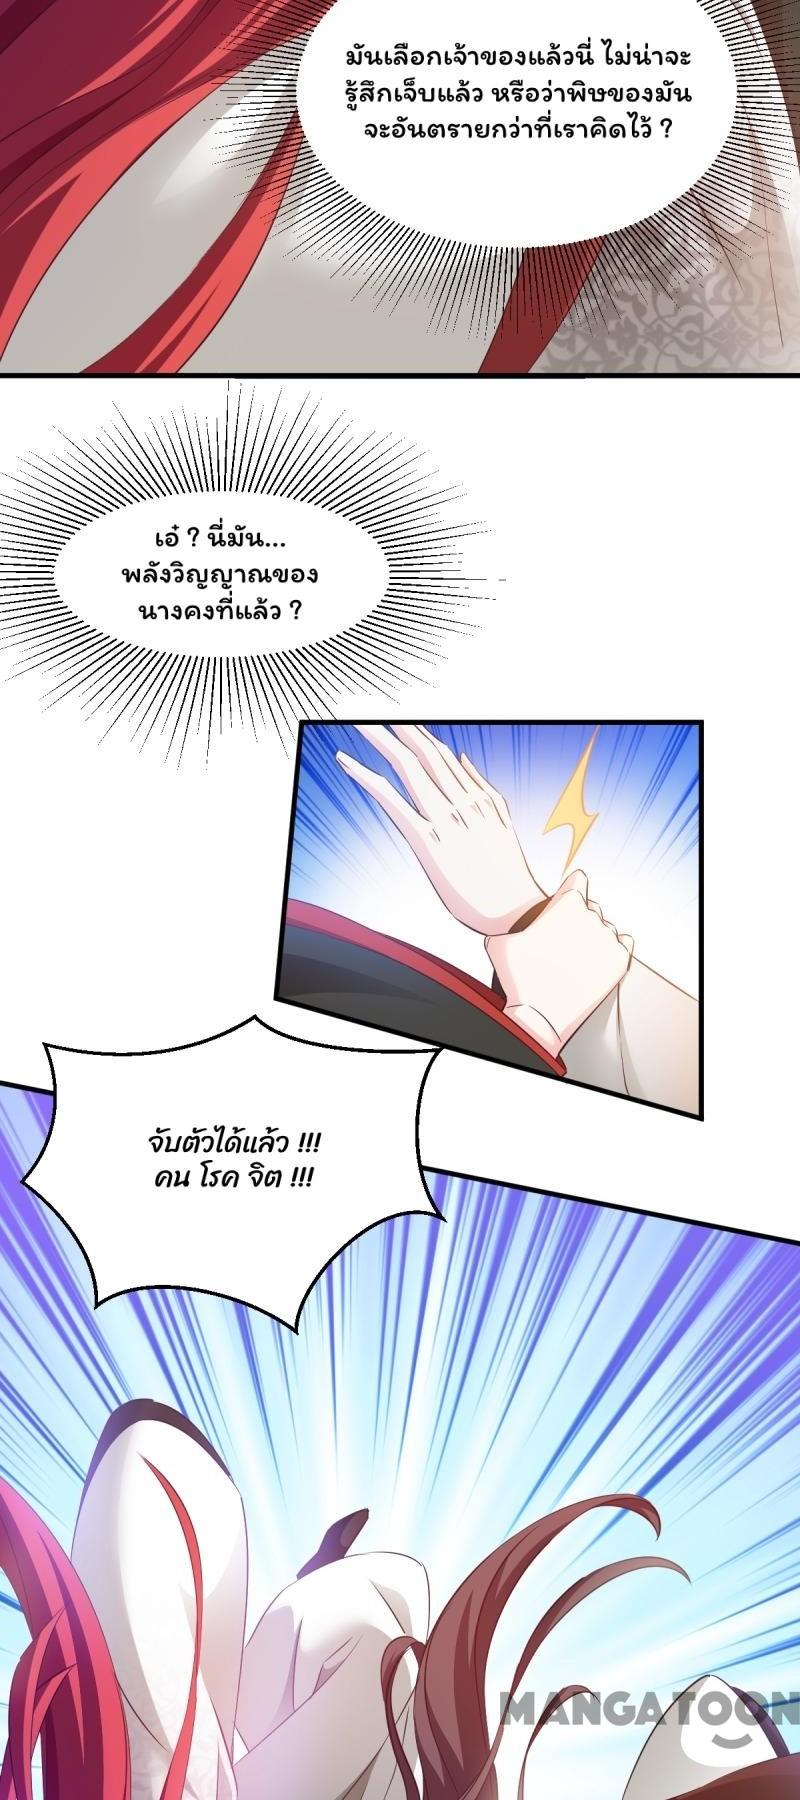 มันเลือกเจ้าของแล้วนี่ ไม่น่าจะ
รู้สึกเจ็บแล้ว หรือว่าพิษของมัน
จะอันตรายกว่าที่เราคิดไว้ ?
เอ๋ ? นี่มัน...
พลังวิญญาณของ
นางคงที่แล้ว ?
จับตัวได้แล้ว !!!
คน โรค จิต !!!
MANGATOON